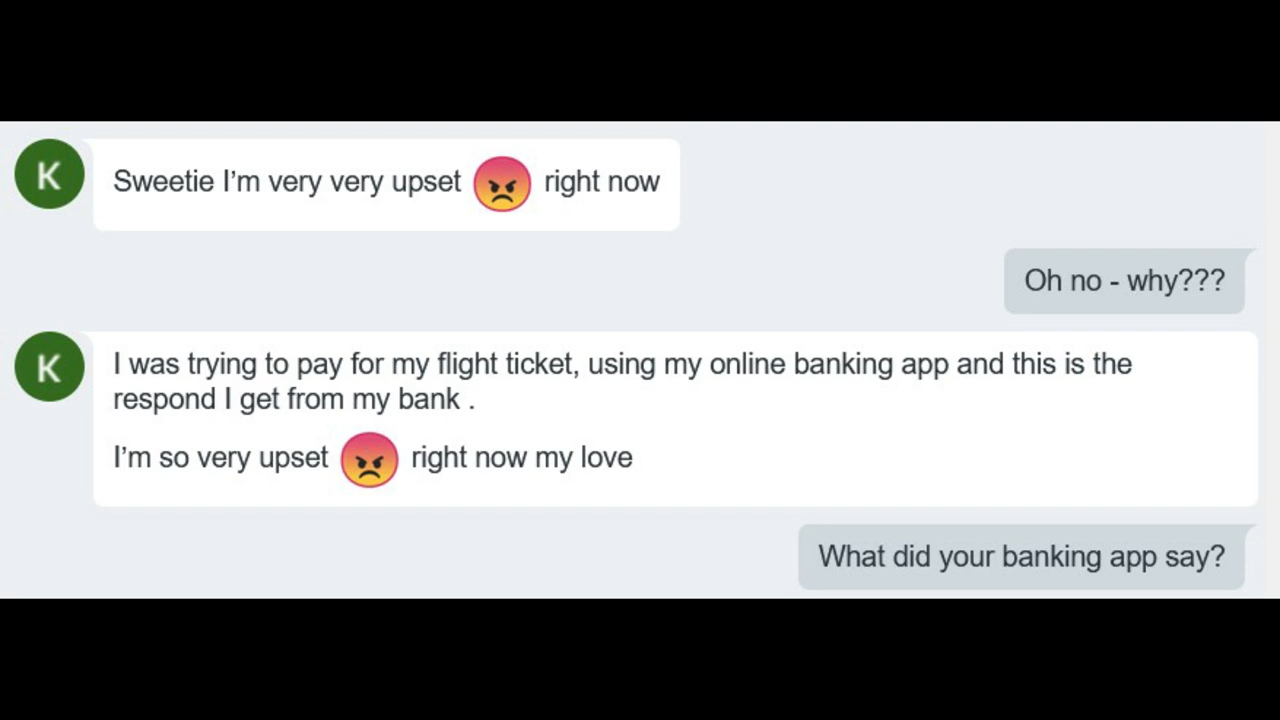 K
Sweetie I’m very very upset 😡 right now
Oh no - why???
K
I was trying to pay for my flight ticket, using my online banking app and this is the
respond I get from my bank .
I’m so very upset 😡 right now my love
What did your banking app say?